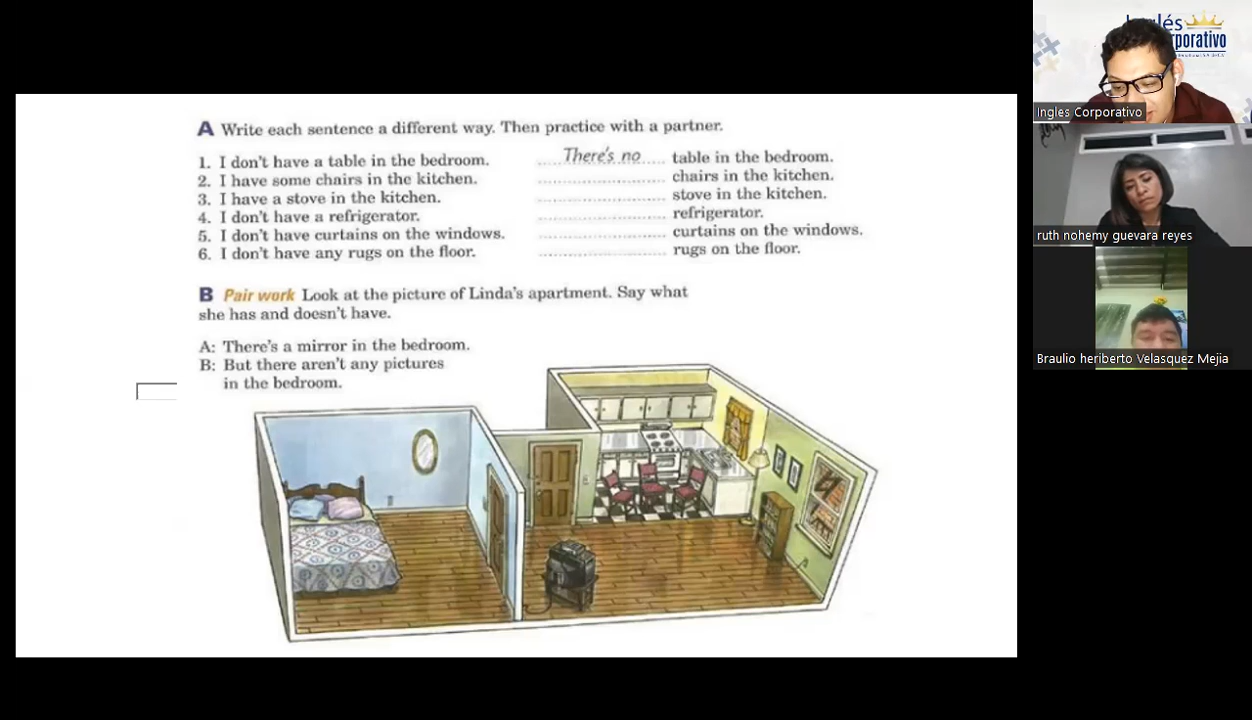 A Write each sentence a different way. Then practice with a partner.
1. I don't have a table in the bedroom. There's no table in the bedroom.
2. I have some chairs in the kitchen. chairs in the kitchen.
3. I have a stove in the kitchen. stove in the kitchen.
4. I don't have a refrigerator. refrigerator.
5. I don't have curtains on the windows. curtains on the windows.
6. I don't have any rugs on the floor. rugs on the floor.
B Pair work Look at the picture of Linda's apartment. Say what
she has and doesn't have.
A: There's a mirror in the bedroom.
B: But there aren't any pictures
in the bedroom.
Ingles Corporativo
ruth nohemy guevara reyes
Braulio heriberto Velasquez Mejia